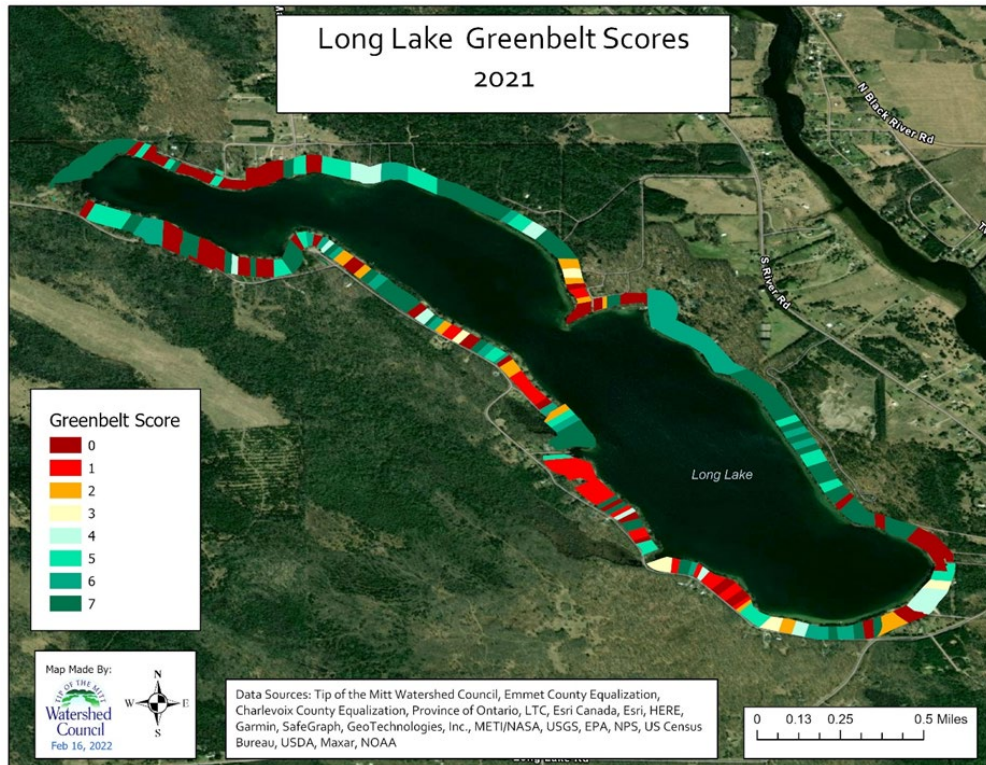 Long Lake Greenbelt Scores
2021
N Black River Rd
S River Rd
Long Lake
Greenbelt Score
0
1
2
3
4
5
6
7
Map Made By:
TIP OF THE MITT
Watershed
Council
Feb 16, 2022
N
W E
S
Data Sources: Tip of the Mitt Watershed Council, Emmet County Equalization,
Charlevoix County Equalization, Province of Ontario, LTC, Esri Canada, Esri, HERE,
Garmin, SafeGraph, GeoTechnologies, Inc., METI/NASA, USGS, EPA, NPS, US Census
Bureau, USDA, Maxar, NOAA
0 0.13 0.25 0.5 Miles
Long Lake Rd